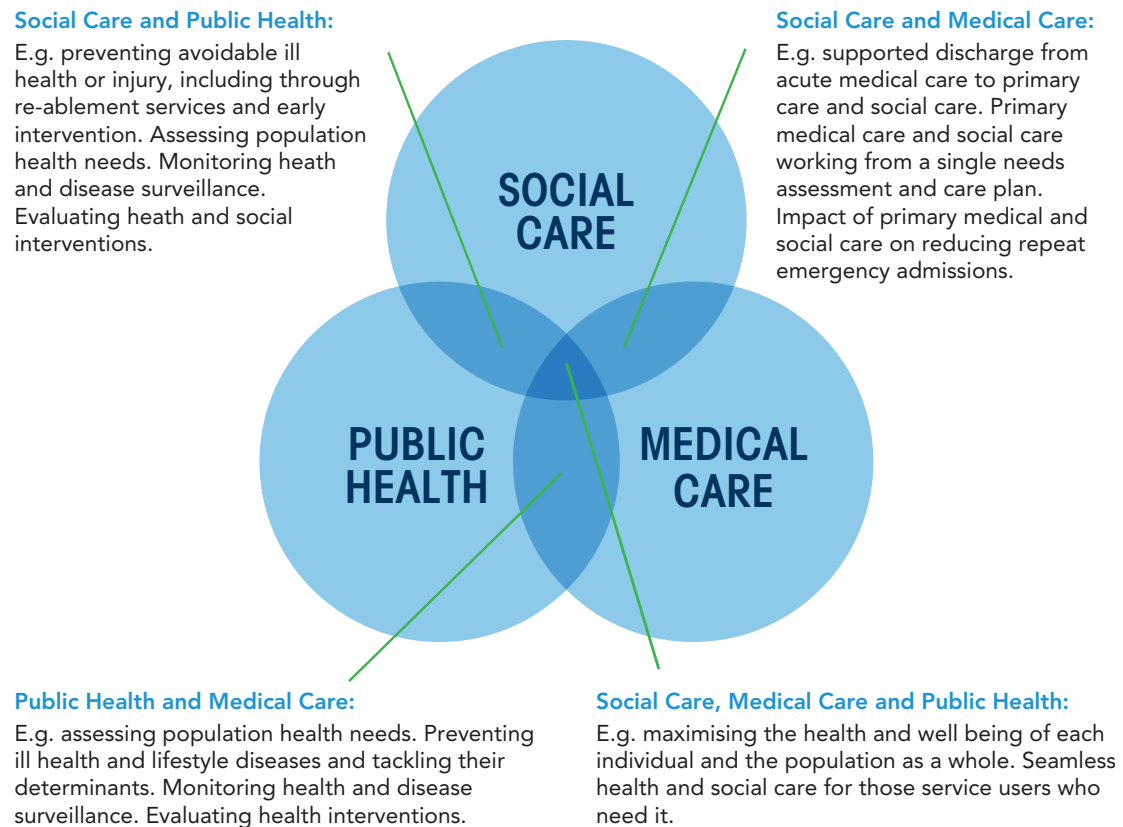 Social Care and Public Health:
E.g. preventing avoidable ill
health or injury, including through
re-ablement services and early
intervention. Assessing population
health needs. Monitoring heath
and disease surveillance.
Evaluating heath and social
interventions.
Social Care and Medical Care:
E.g. supported discharge from
acute medical care to primary
care and social care. Primary
medical care and social care
working from a single needs
assessment and care plan.
Impact of primary medical and
social care on reducing repeat
emergency admissions.
SOCIAL
CARE
PUBLIC
HEALTH
MEDICAL
CARE
Public Health and Medical Care:
E.g. assessing population health needs. Preventing
ill health and lifestyle diseases and tackling their
determinants. Monitoring health and disease
surveillance. Evaluating health interventions.
Social Care, Medical Care and Public Health:
E.g. maximising the health and well being of each
individual and the population as a whole. Seamless
health and social care for those service users who
need it.